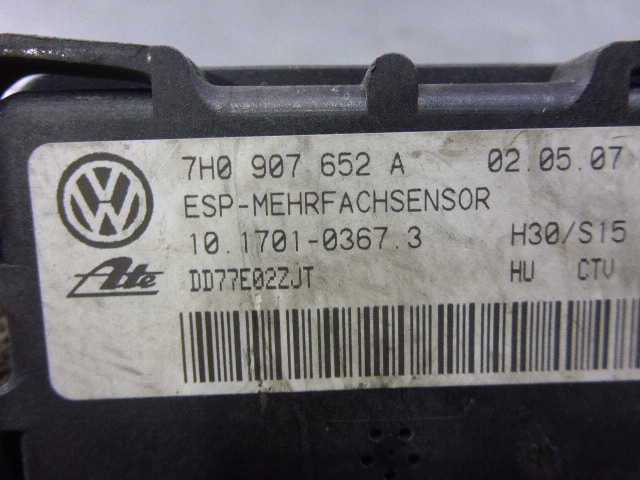 7H0 907 652 A 02.05.07
ESP-MEHRFACHSENSOR
10.1701-0367.3 H30/S15
Ate DD77E02ZJT HU CTV